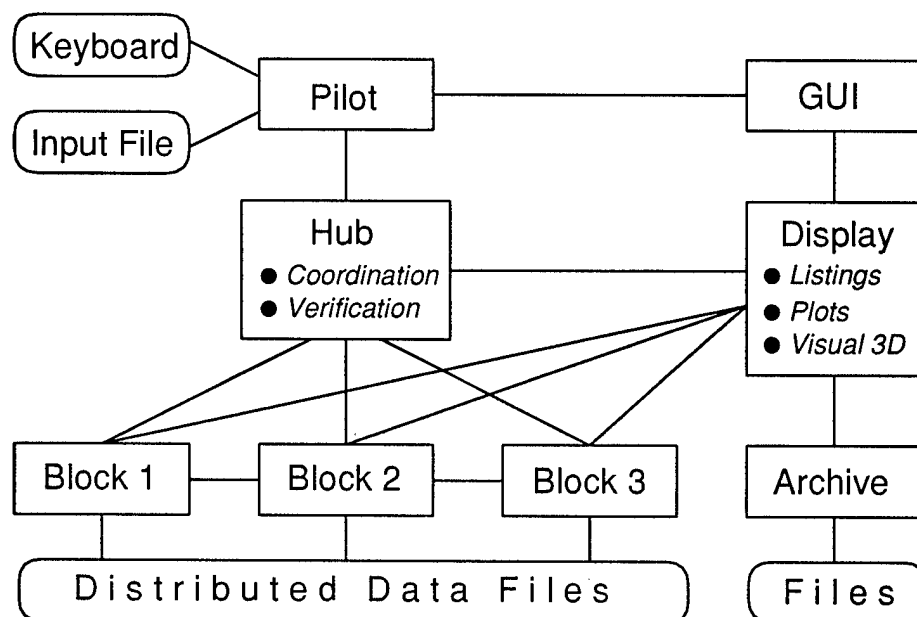 Keyboard
Input File
Pilot
GUI
Hub
● Coordination
● Verification
Display
● Listings
● Plots
● Visual 3D
Block 1
Block 2
Block 3
Archive
Distributed Data Files
Files